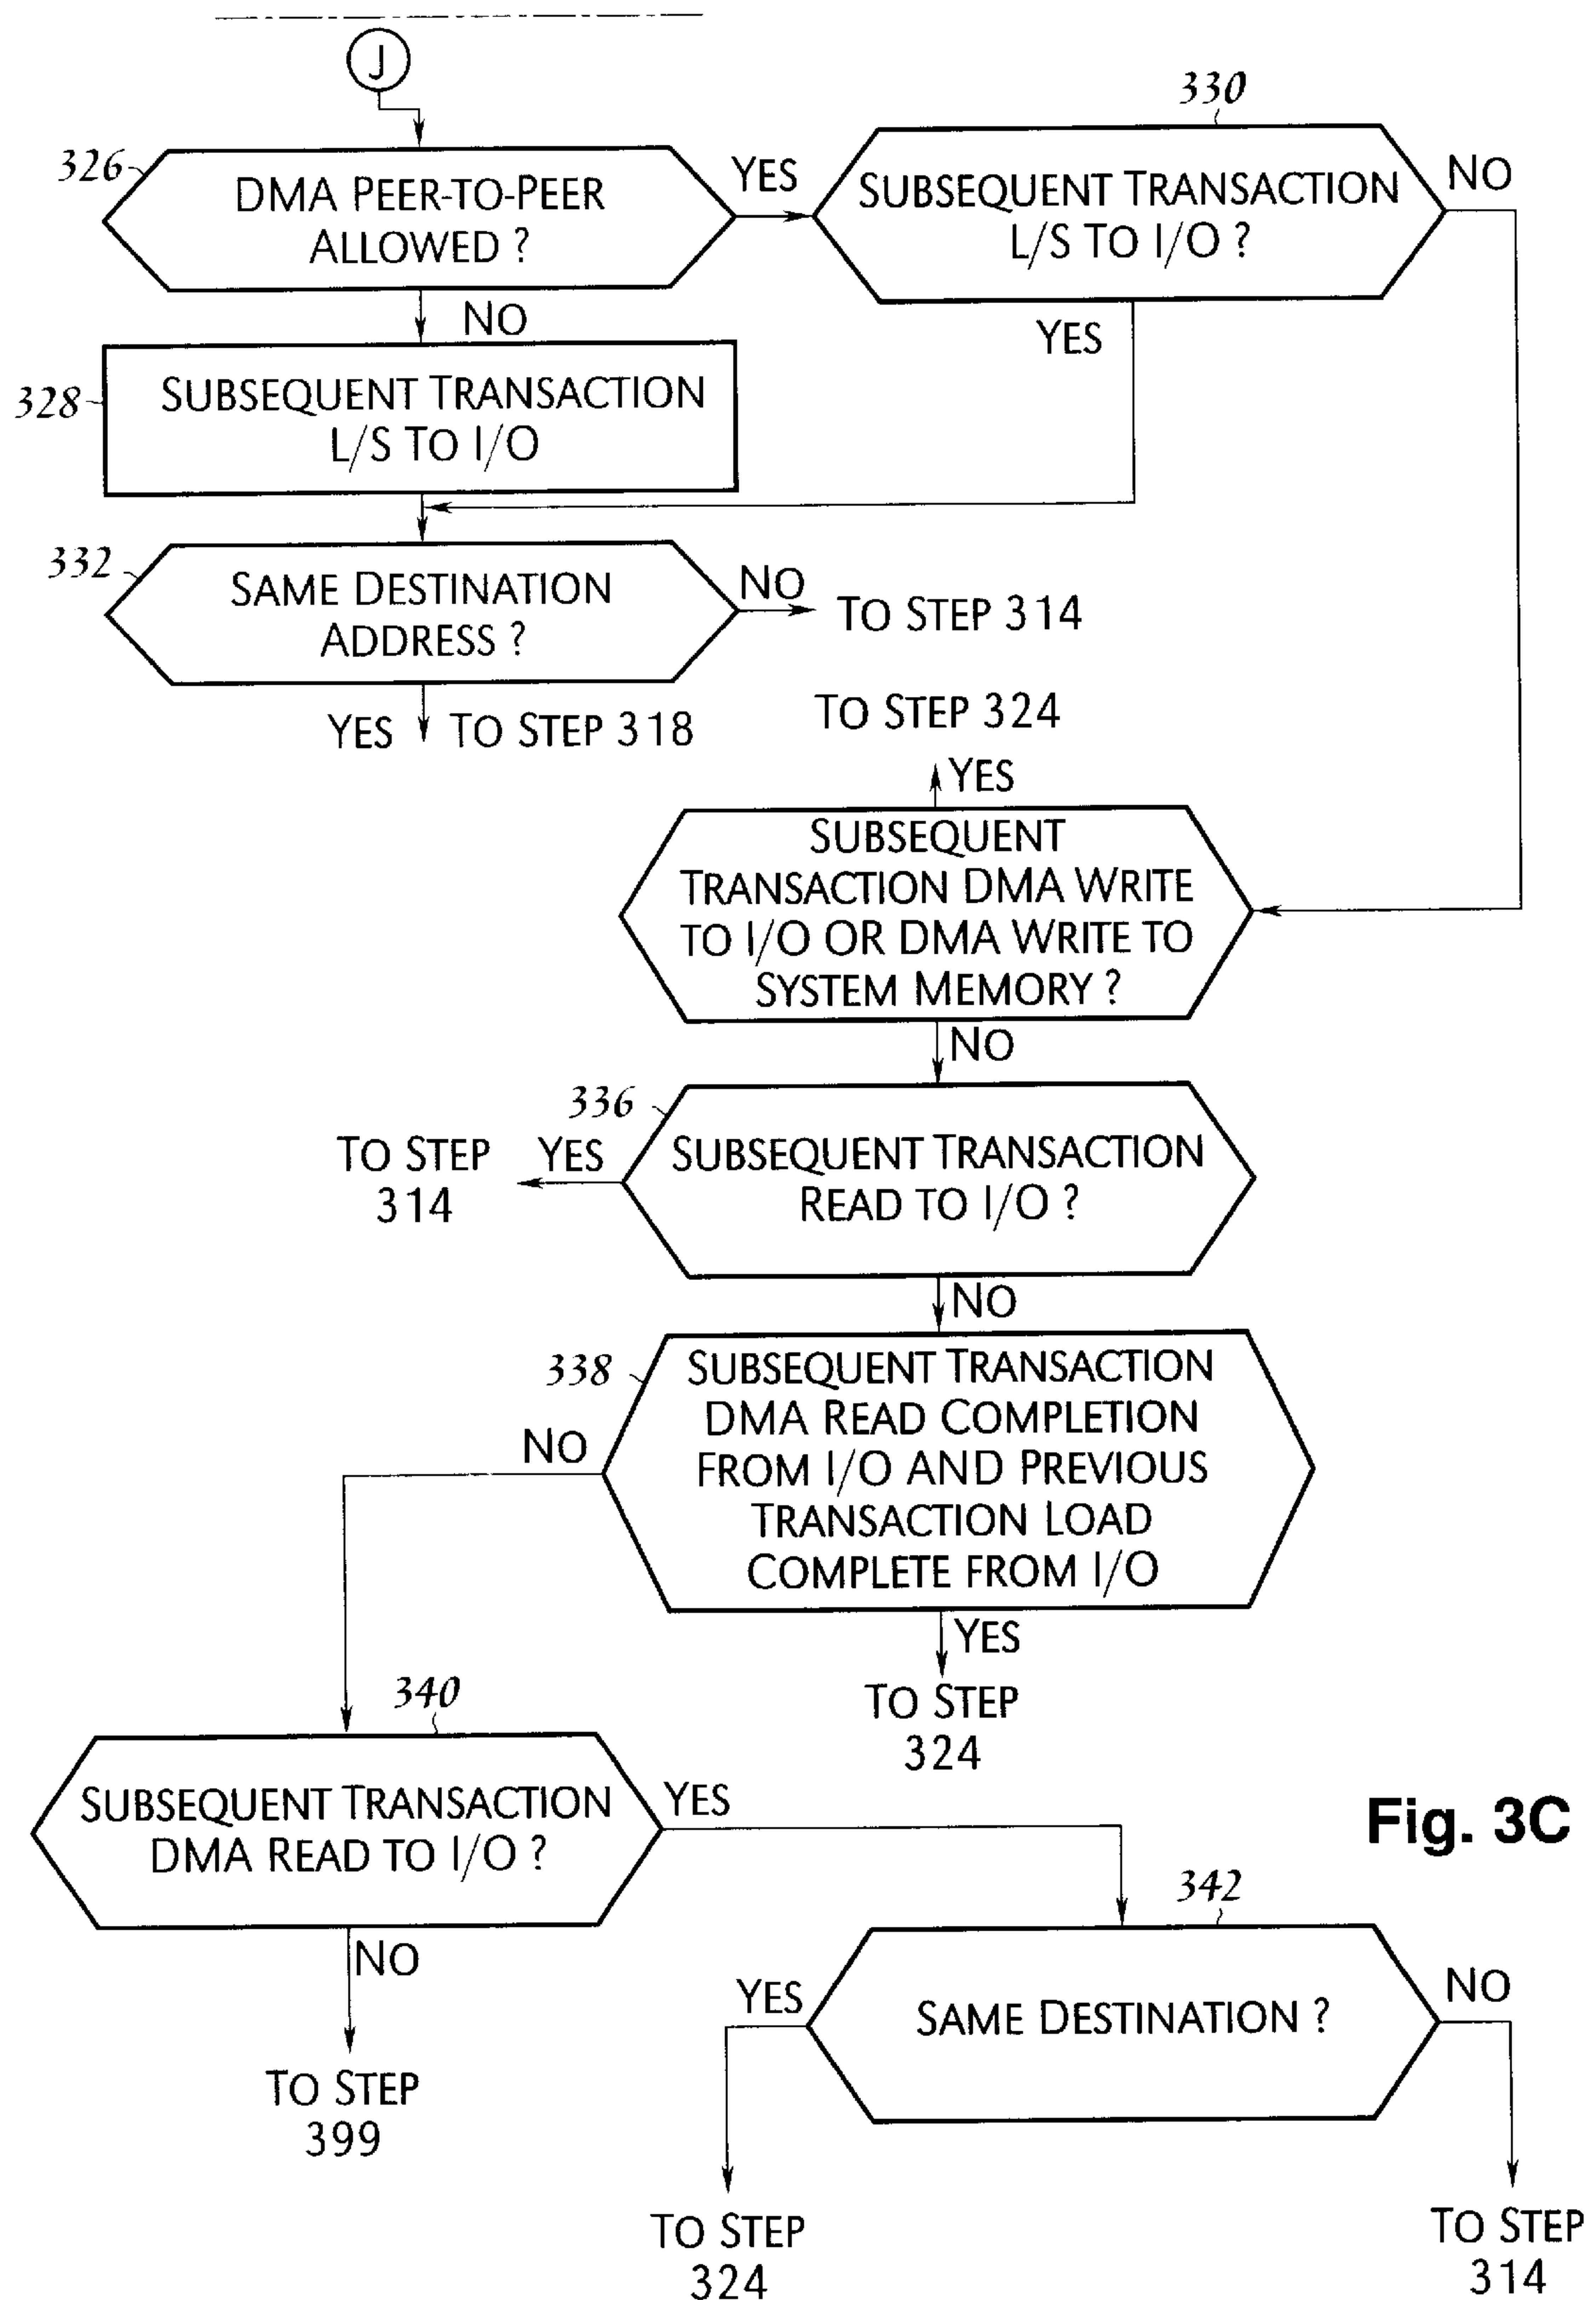 J
326
DMA PEER-TO-PEER
ALLOWED ?
YES
330
SUBSEQUENT TRANSACTION
L/S TO I/O ?
NO
NO
YES
328
SUBSEQUENT TRANSACTION
L/S TO I/O
332
SAME DESTINATION
ADDRESS ?
NO
TO STEP 314
YES
TO STEP 318
TO STEP 324
YES
SUBSEQUENT
TRANSACTION DMA WRITE
TO I/O OR DMA WRITE TO
SYSTEM MEMORY ?
NO
336
SUBSEQUENT TRANSACTION
READ TO I/O ?
YES
TO STEP
314
NO
338
SUBSEQUENT TRANSACTION
DMA READ COMPLETION
FROM I/O AND PREVIOUS
TRANSACTION LOAD
COMPLETE FROM I/O
NO
YES
TO STEP
324
340
SUBSEQUENT TRANSACTION
DMA READ TO I/O ?
YES
Fig. 3C
NO
TO STEP
399
342
SAME DESTINATION ?
YES
NO
TO STEP
324
TO STEP
314